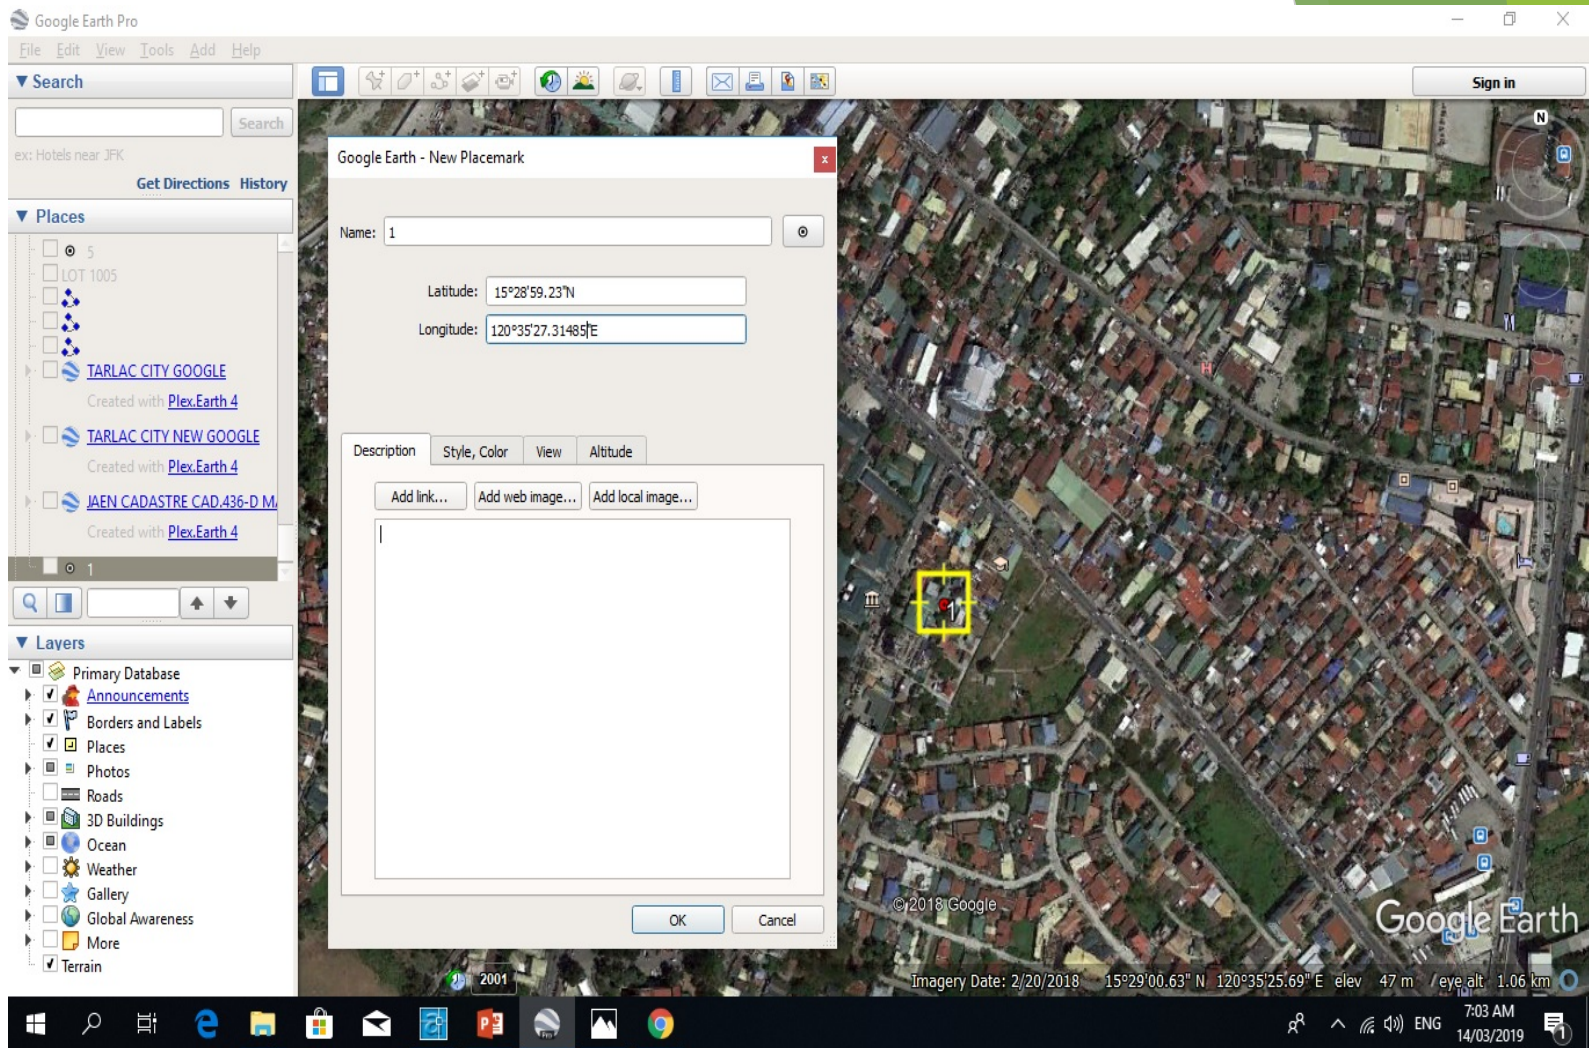 Google Earth Pro
File Edit View Tools Add Help
Search
Search
ex: Hotels near JFK
Get Directions History
Places
5
LOT 1005
TARLAC CITY GOOGLE
Created with Plex.Earth 4
TARLAC CITY NEW GOOGLE
Created with Plex.Earth 4
JAEN CADASTRE CAD.436-D MA
Created with Plex.Earth 4
1
Layers
Primary Database
Announcements
Borders and Labels
Places
Photos
Roads
3D Buildings
Ocean
Weather
Gallery
Global Awareness
More
Terrain
Sign in
Google Earth - New Placemark
Name: 1
Latitude: 15°28'59.23"N
Longitude: 120°35'27.31485"E
Description Style, Color View Altitude
Add link... Add web image... Add local image...
OK Cancel
N
1
© 2018 Google
Google Earth
2001
Imagery Date: 2/20/2018 15°29'00.63" N 120°35'25.69" E elev 47 m eye alt 1.06 km
ENG
7:03 AM
14/03/2019
1